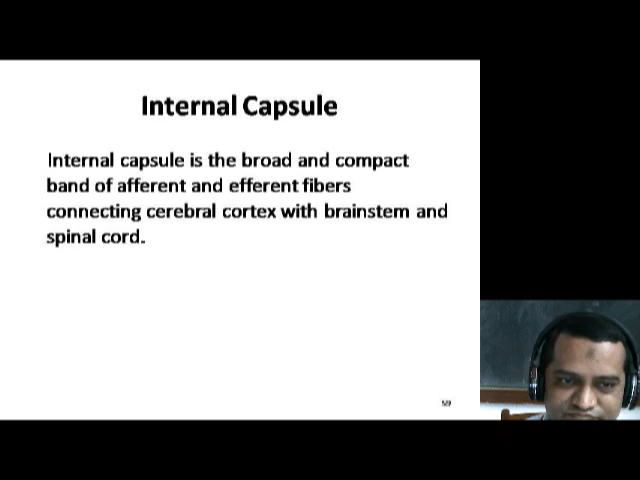 Internal Capsule
Internal capsule is the broad and compact
band of afferent and efferent fibers
connecting cerebral cortex with brainstem and
spinal cord.